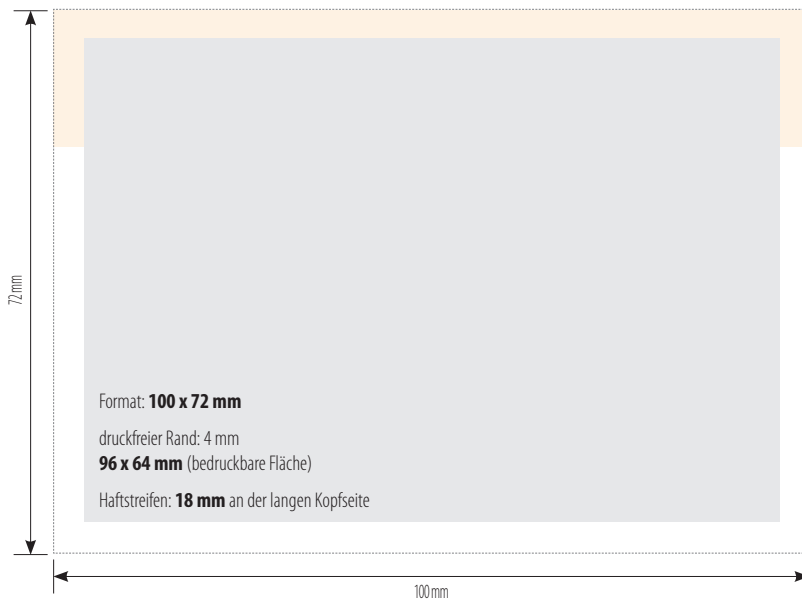 72 mm
Format: 100 x 72 mm
druckfreier Rand: 4 mm
96 x 64 mm (bedruckbare Fläche)
Haftstreifen: 18 mm an der langen Kopfseite
100 mm